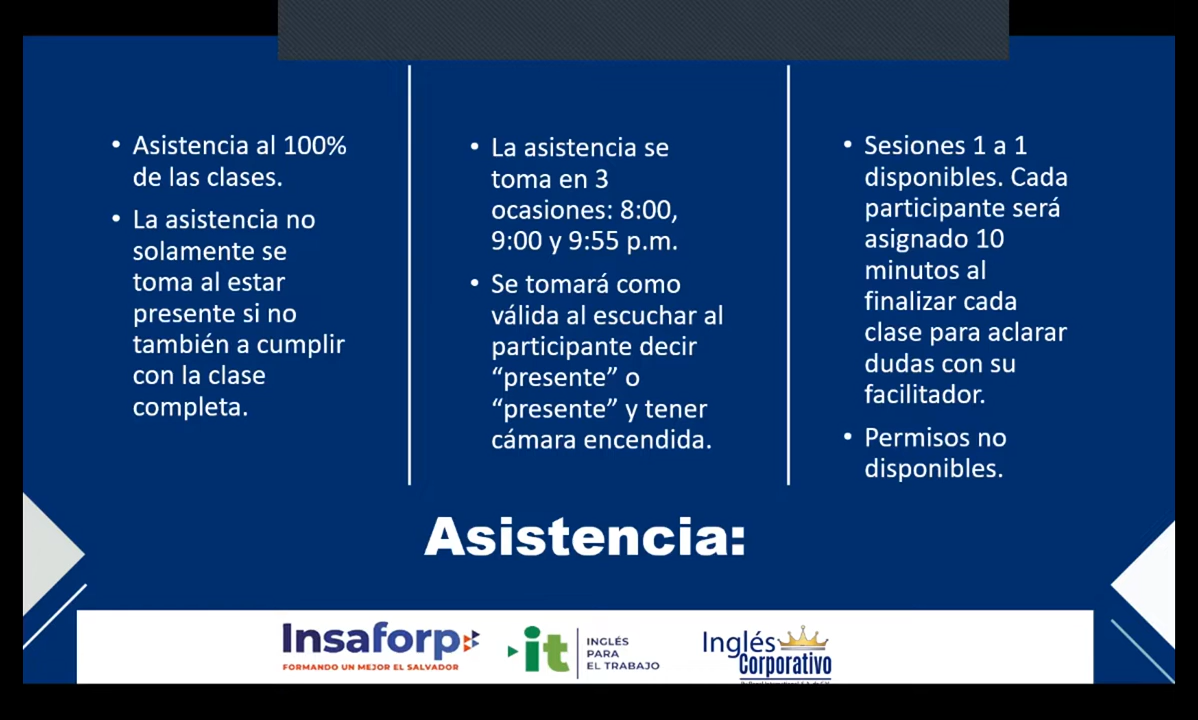 • Asistencia al 100%
de las clases.
• La asistencia no
solamente se
toma al estar
presente si no
también a cumplir
con la clase
completa.
• La asistencia se
toma en 3
ocasiones: 8:00,
9:00 y 9:55 p.m.
• Se tomará como
válida al escuchar al
participante decir
“presente” o
“presente” y tener
cámara encendida.
• Sesiones 1 a 1
disponibles. Cada
participante será
asignado 10
minutos al
finalizar cada
clase para aclarar
dudas con su
facilitador.
• Permisos no
disponibles.
Asistencia:
Insaforp
FORMANDO UN MEJOR EL SALVADOR
it
INGLÉS
PARA
EL TRABAJO
Inglés
Corporativo